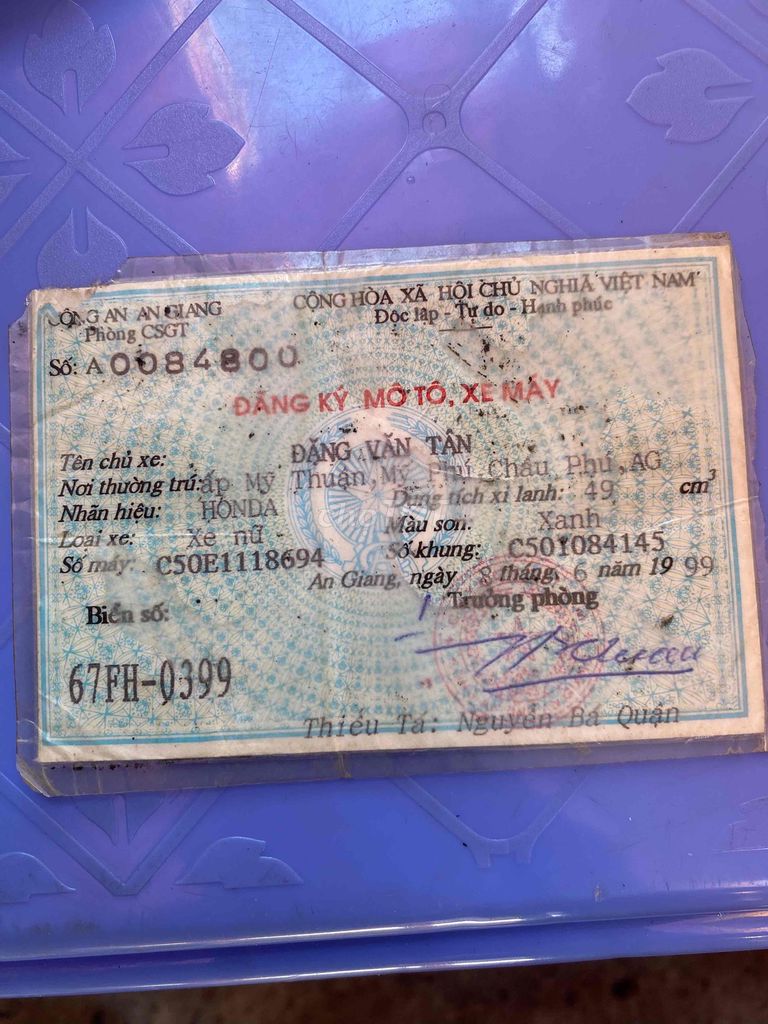 CÔNG AN AN GIANG
Phòng CSGT
CỘNG HÒA XÃ HỘI CHỦ NGHĨA VIỆT NAM
Độc lập - Tự do - Hạnh phúc
Số: A 0084800
ĐĂNG KÝ MÔ TÔ, XE MÁY
Tên chủ xe: ĐẶNG VĂN TÂN
Nơi thường trú: ấp Mỹ Thuận, Mỹ Phú Châu Phú, AG
Nhãn hiệu: HONDA Dung tích xi lanh: 49 cm³
Loại xe: Xe nữ Màu sơn: Xanh
Số máy: C50E1118694 Số khung: C501084145
An Giang, ngày 8 tháng 6 năm 1999
Biển số: Trưởng phòng
67FH-0399
Thiếu Tá: Nguyễn Bá Quận